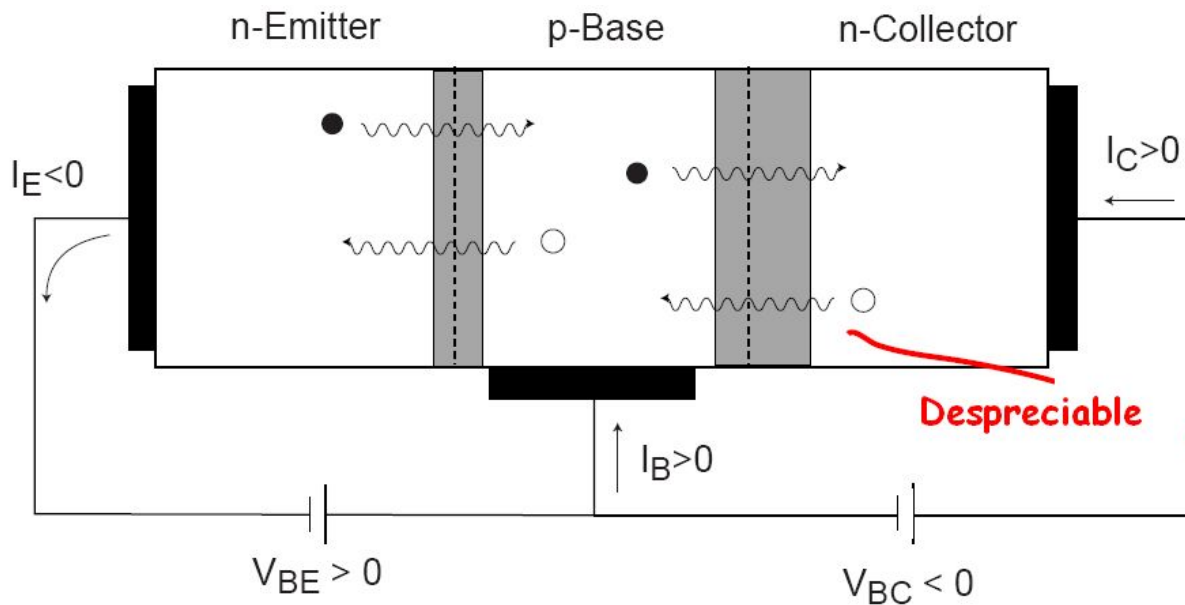 n-Emitter p-Base n-Collector
I_E<0
I_C>0
Despreciable
I_B>0
V_BE > 0
V_BC < 0